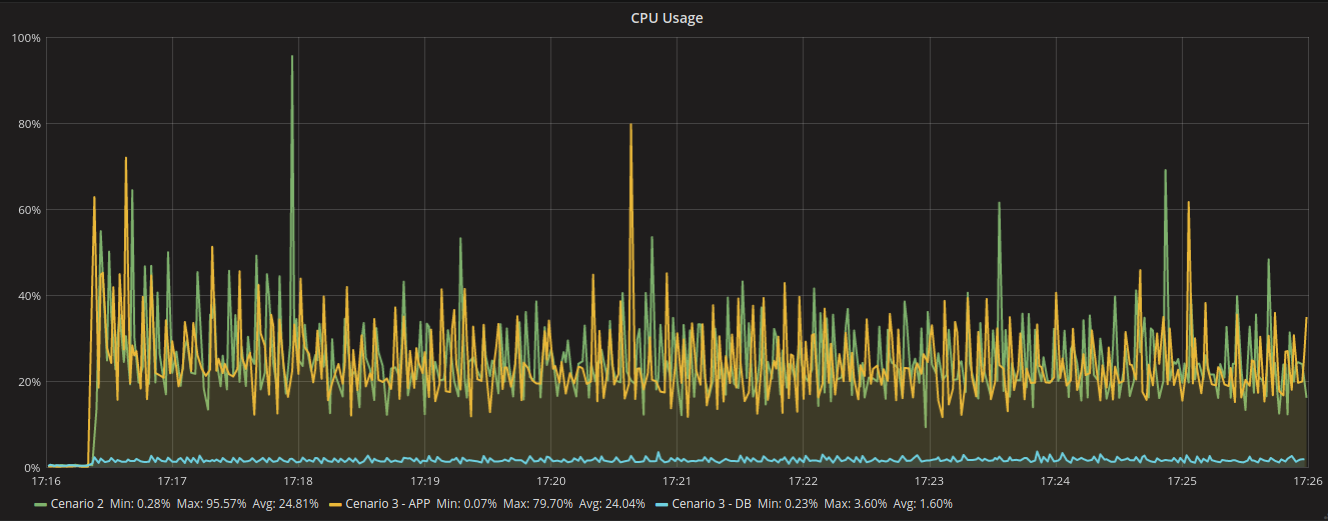 CPU Usage
100%
80%
60%
40%
20%
0%
17:16 17:17 17:18 17:19 17:20 17:21 17:22 17:23 17:24 17:25 17:26
Cenario 2 Min: 0.28% Max: 95.57% Avg: 24.81% Cenario 3 - APP Min: 0.07% Max: 79.70% Avg: 24.04% Cenario 3 - DB Min: 0.23% Max: 3.60% Avg: 1.60%